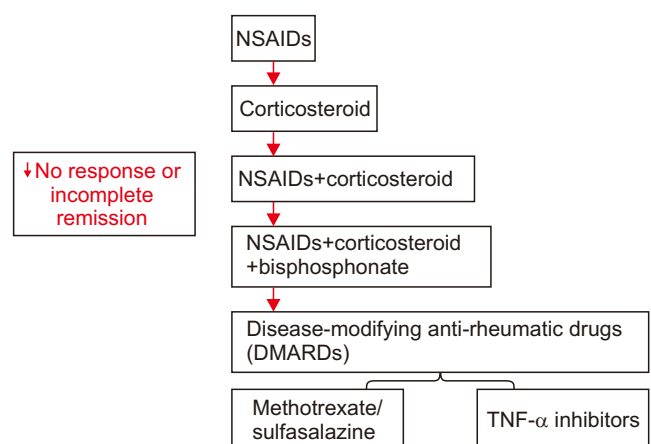 NSAIDs
Corticosteroid
↓No response or
incomplete
remission
NSAIDs+corticosteroid
NSAIDs+corticosteroid
+bisphosphonate
Disease-modifying anti-rheumatic drugs
(DMARDs)
Methotrexate/
sulfasalazine
TNF-α inhibitors